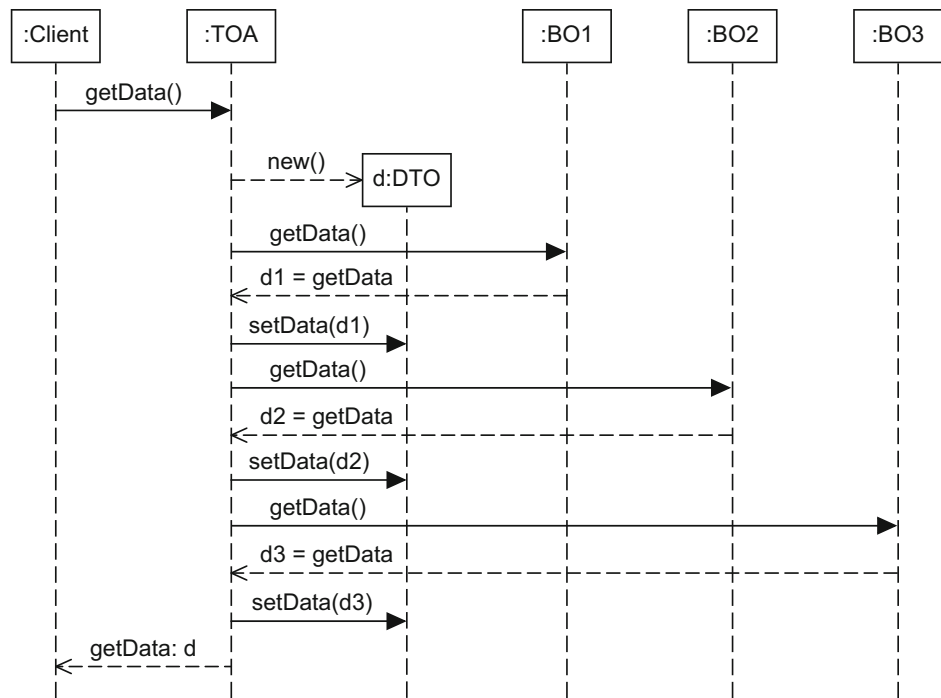 :Client
:TOA
:BO1
:BO2
:BO3
getData()
new()
d:DTO
getData()
d1 = getData
setData(d1)
getData()
d2 = getData
setData(d2)
getData()
d3 = getData
setData(d3)
getData: d